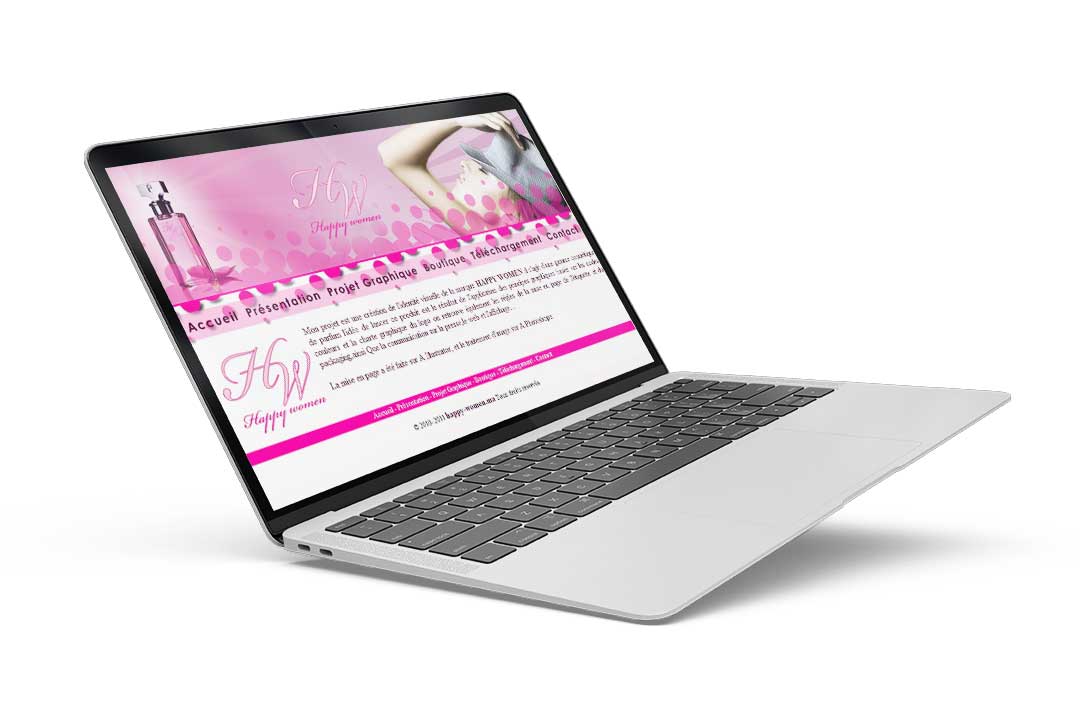 HW
Happy women
Accueil Présentation Projet Graphique Boutique Téléchargement Contact
Mon projet est une création de l'identité visuelle de la marque HAPPY WOMEN il s'agit d'une gamme cosmétique
de parfum l'idée de lancer ce produit est le résultat de l'application des principes graphiques basée sur les
couleurs et la charte graphique du logo on retrouve également les règles de la mise en page de l'étiquette et du
packaging,ainsi Que la communication sur la presse,le web et l'affichage...
La mise en page a été faite sur A.Illustrator, et le traitement d'image sur A.Photoshope.
HW
Happy women
Accueil - Présentation - Projet Graphique - Boutique - Téléchargement - Contact
© 2010- 2011 happy-women.ma Tous droits réservés